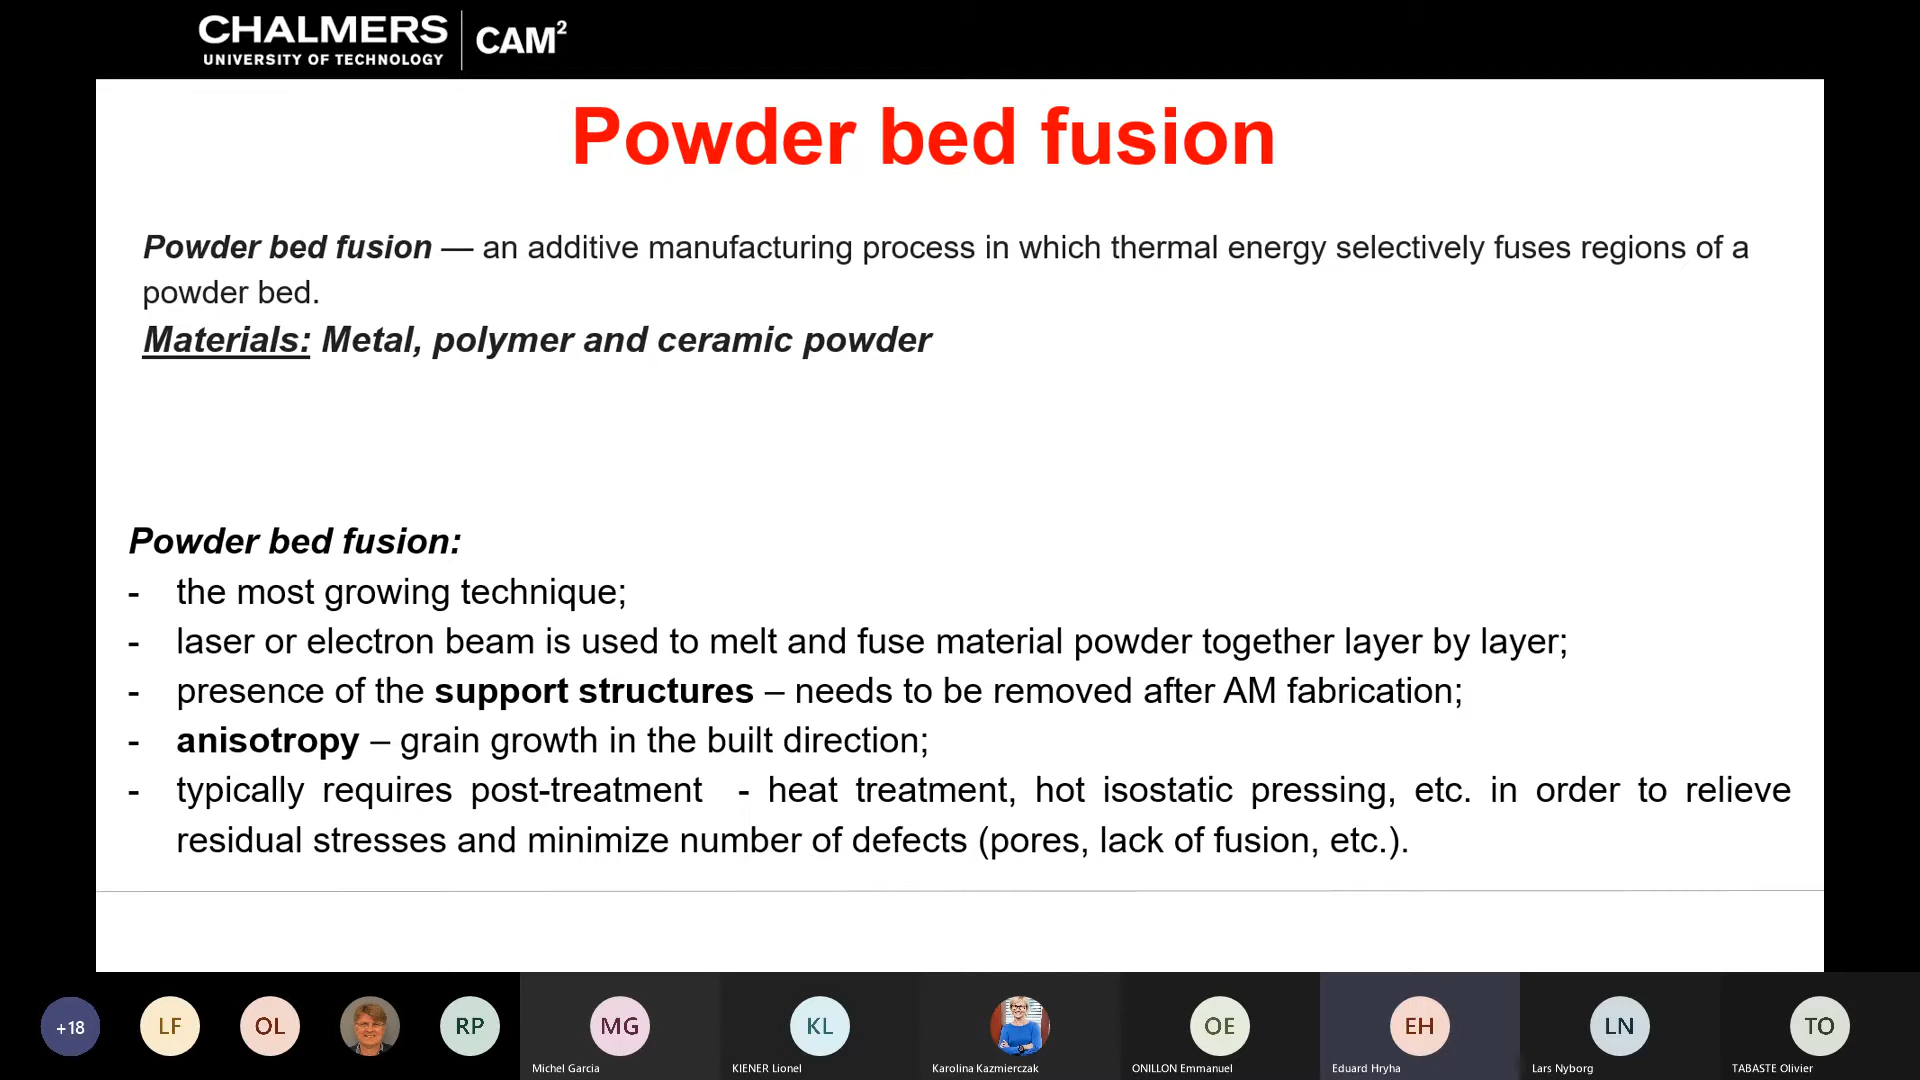 CHALMERS
UNIVERSITY OF TECHNOLOGY
CAM²
Powder bed fusion
Powder bed fusion — an additive manufacturing process in which thermal energy selectively fuses regions of a
powder bed.
Materials: Metal, polymer and ceramic powder
Powder bed fusion:
- the most growing technique;
- laser or electron beam is used to melt and fuse material powder together layer by layer;
- presence of the support structures – needs to be removed after AM fabrication;
- anisotropy – grain growth in the built direction;
- typically requires post-treatment - heat treatment, hot isostatic pressing, etc. in order to relieve
residual stresses and minimize number of defects (pores, lack of fusion, etc.).
+18
LF
OL
RP
MG
KL
OE
EH
LN
TO
Michel Garcia
KIENER Lionel
Karolina Kazmierczak
ONILLON Emmanuel
Eduard Hryha
Lars Nyborg
TABASTE Olivier